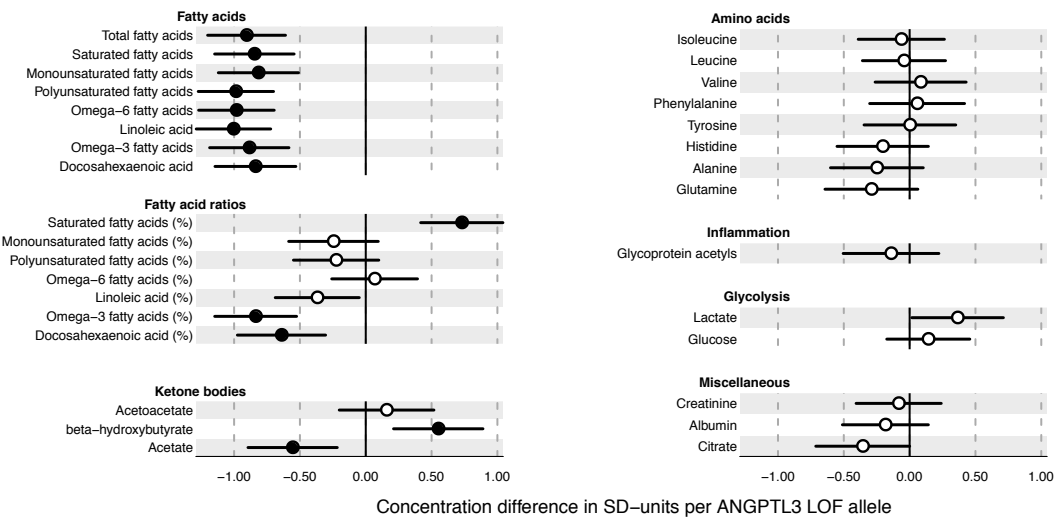 Fatty acids
Total fatty acids
Saturated fatty acids
Monounsaturated fatty acids
Polyunsaturated fatty acids
Omega−6 fatty acids
Linoleic acid
Omega−3 fatty acids
Docosahexaenoic acid
Fatty acid ratios
Saturated fatty acids (%)
Monounsaturated fatty acids (%)
Polyunsaturated fatty acids (%)
Omega−6 fatty acids (%)
Linoleic acid (%)
Omega−3 fatty acids (%)
Docosahexaenoic acid (%)
Ketone bodies
Acetoacetate
beta−hydroxybutyrate
Acetate
−1.00 −0.50 0.00 0.50 1.00
Amino acids
Isoleucine
Leucine
Valine
Phenylalanine
Tyrosine
Histidine
Alanine
Glutamine
Inflammation
Glycoprotein acetyls
Glycolysis
Lactate
Glucose
Miscellaneous
Creatinine
Albumin
Citrate
−1.00 −0.50 0.00 0.50 1.00
Concentration difference in SD−units per ANGPTL3 LOF allele